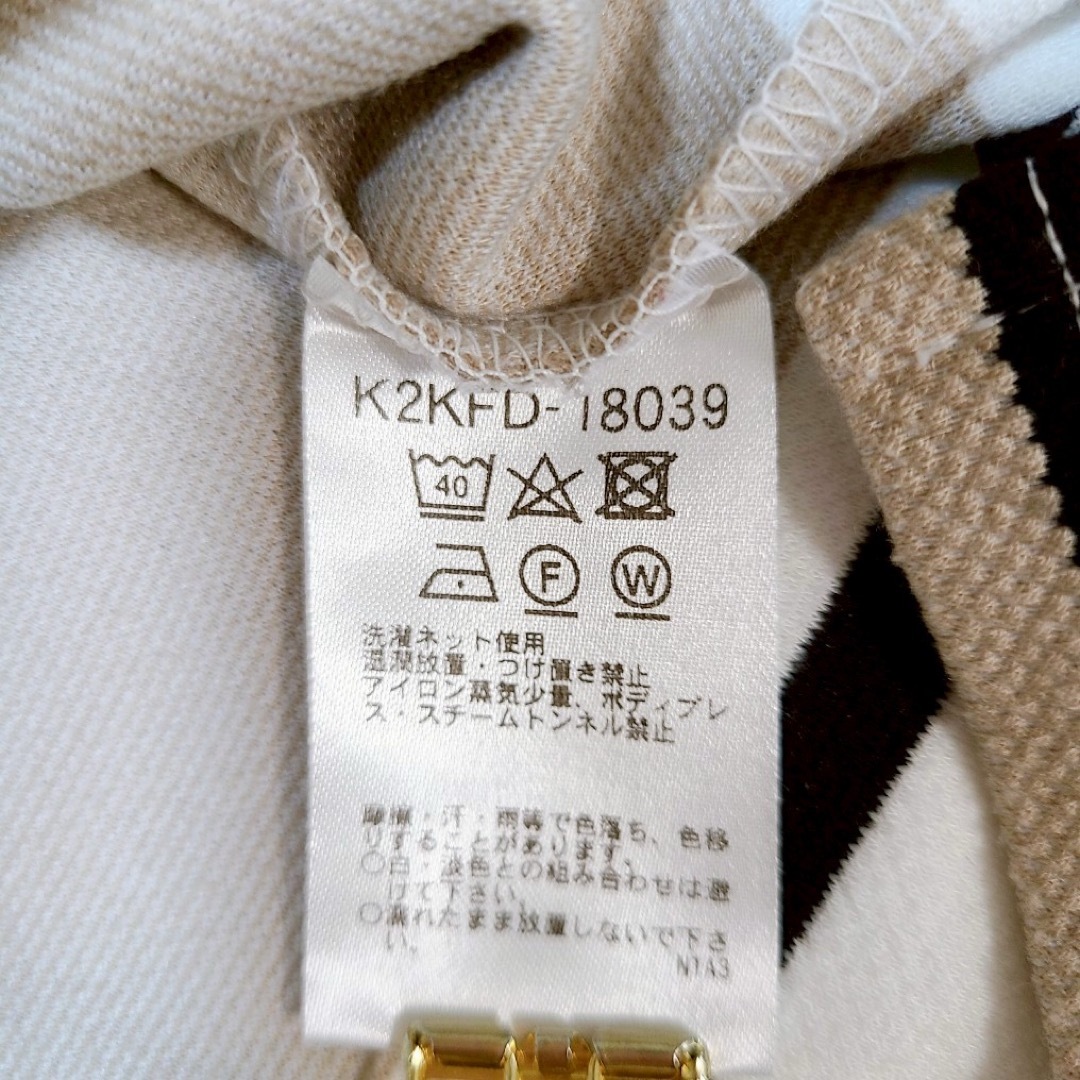 K2KFD-18039
40
F W
洗濯ネット使用
湿潤放置・つけ置き禁止
アイロン蒸気少量、ボディプレ
ス・スチームトンネル禁止
摩擦・汗・雨等で色落ち、色移
りすることがあります。
○白・淡色との組み合わせは避
けて下さい。
○濡れたまま放置しないで下さ
い。
N1A3